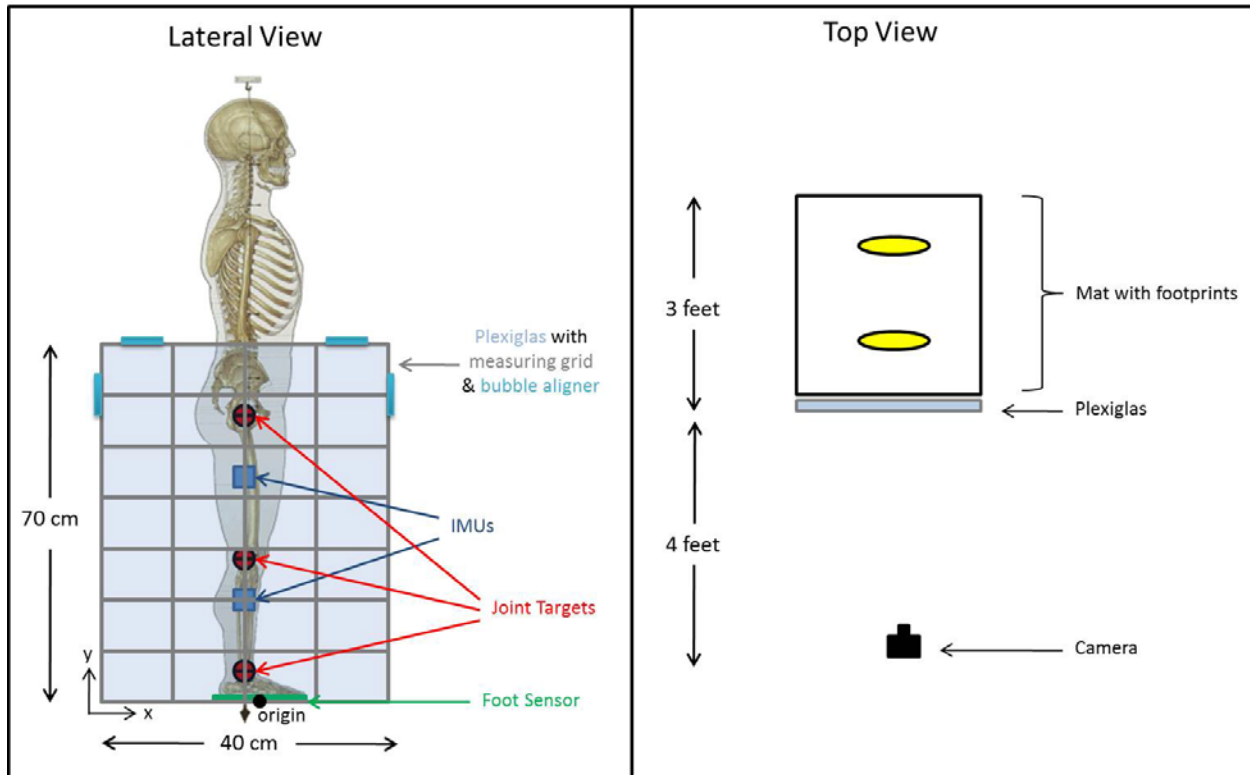 Lateral View
Plexiglas with
measuring grid
& bubble aligner
70 cm
IMUs
Joint Targets
y
x
origin
Foot Sensor
40 cm
Top View
3 feet
Mat with footprints
Plexiglas
4 feet
Camera